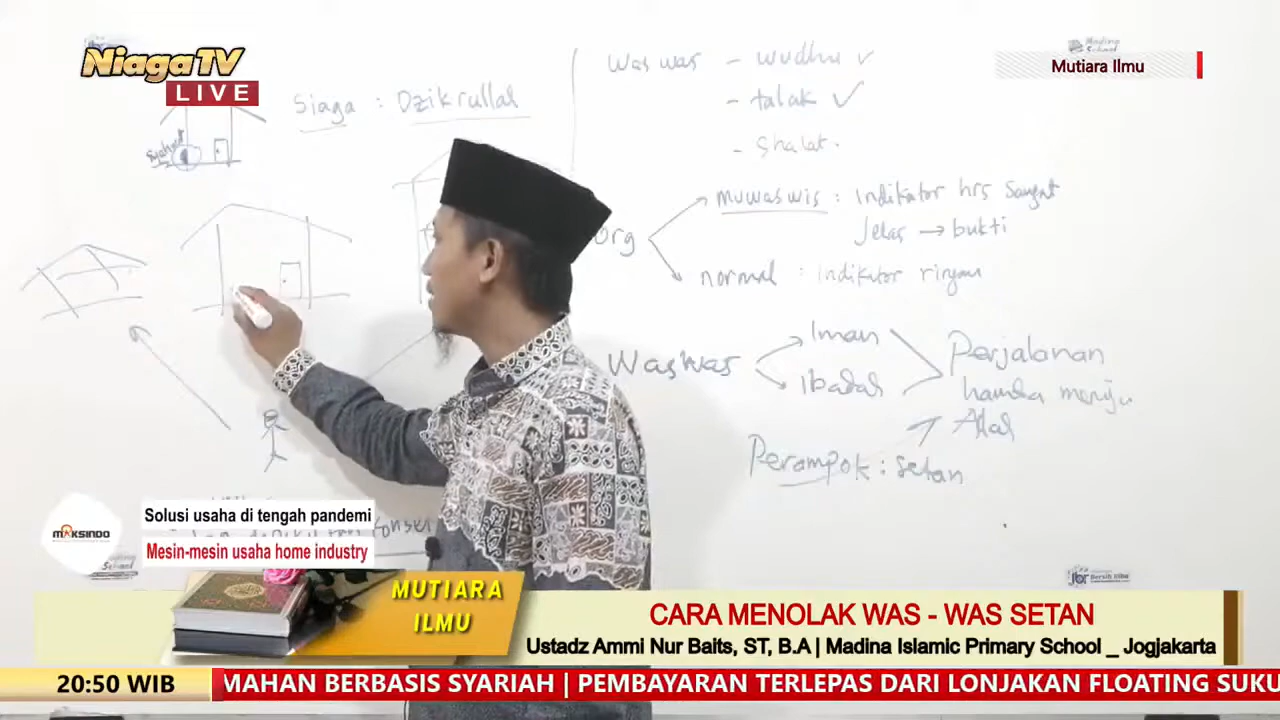 NiagaTV
LIVE
Madina
School
Mutiara Ilmu
Siaga : Dzikrullah
Syahwat
Was was - wudhu ✓
- talak ✓
- Shalat
org
muwaswis : Indikator hrs sangat
Jelas → bukti
normal : indikator ringan
Waswas
Iman
Ibadah
Perjalanan
hamba menuju
Allah
Perampok : setan
MAKSINDO
Solusi usaha di tengah pandemi
Mesin-mesin usaha home industry
MUTIARA
ILMU
CARA MENOLAK WAS - WAS SETAN
Ustadz Ammi Nur Baits, ST, B.A | Madina Islamic Primary School _ Jogjakarta
20:50 WIB
MAHAN BERBASIS SYARIAH | PEMBAYARAN TERLEPAS DARI LONJAKAN FLOATING SUKU